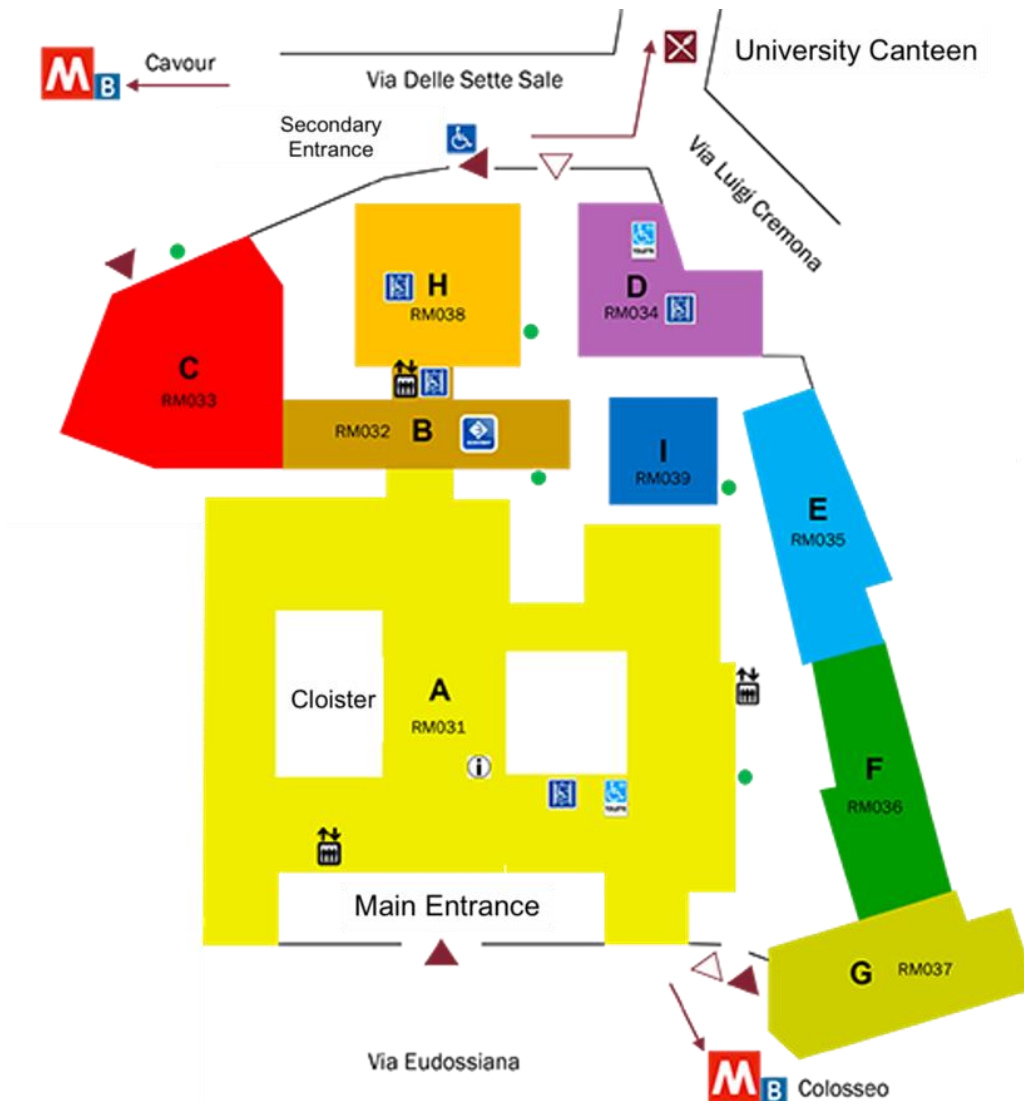 M B
Cavour
Via Delle Sette Sale
University Canteen
Secondary
Entrance
Via Luigi Cremona
H
RM038
D
RM034
C
RM033
RM032 B
I
RM039
E
RM035
Cloister
A
RM031
i
F
RM036
Main Entrance
G RM037
Via Eudossiana
M B Colosseo